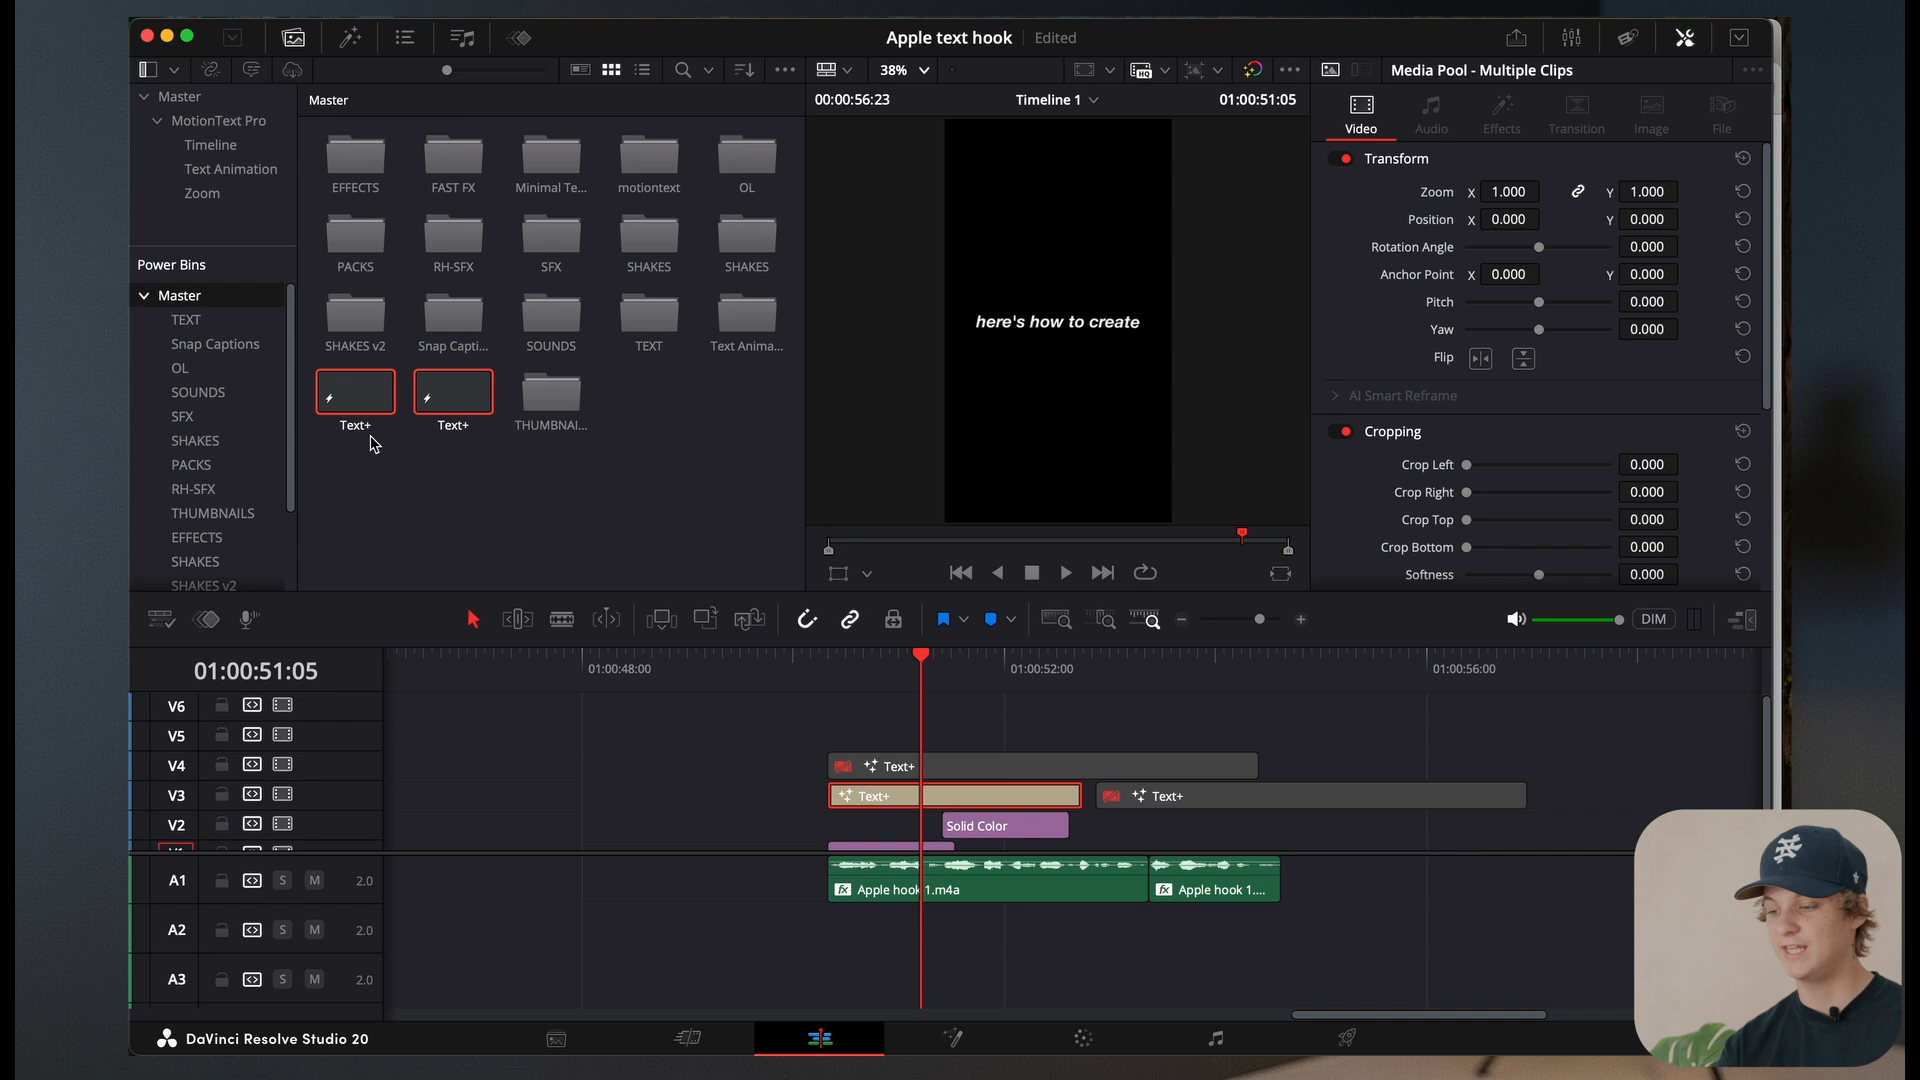 Apple text hook
Edited
38%
Media Pool - Multiple Clips
Master
MotionText Pro
Timeline
Text Animation
Zoom
Power Bins
Master
TEXT
Snap Captions
OL
SOUNDS
SFX
SHAKES
PACKS
RH-SFX
THUMBNAILS
EFFECTS
SHAKES
SHAKES v2
Master
EFFECTS
FAST FX
Minimal Te...
motiontext
OL
PACKS
RH-SFX
SFX
SHAKES
SHAKES
SHAKES v2
Snap Capti...
SOUNDS
TEXT
Text Anima...
Text+
Text+
THUMBNAI...
00:00:56:23
Timeline 1
01:00:51:05
here's how to create
HQ
Video
Audio
Effects
Transition
Image
File
Transform
Zoom X 1.000 Y 1.000
Position X 0.000 Y 0.000
Rotation Angle 0.000
Anchor Point X 0.000 Y 0.000
Pitch 0.000
Yaw 0.000
Flip
AI Smart Reframe
Cropping
Crop Left 0.000
Crop Right 0.000
Crop Top 0.000
Crop Bottom 0.000
Softness 0.000
DIM
01:00:51:05
01:00:48:00
01:00:52:00
01:00:56:00
V6
V5
V4
Text+
V3
Text+
Text+
V2
Solid Color
A1 S M 2.0
fx Apple hook 1.m4a
fx Apple hook 1....
A2 S M 2.0
A3 S M 2.0
DaVinci Resolve Studio 20